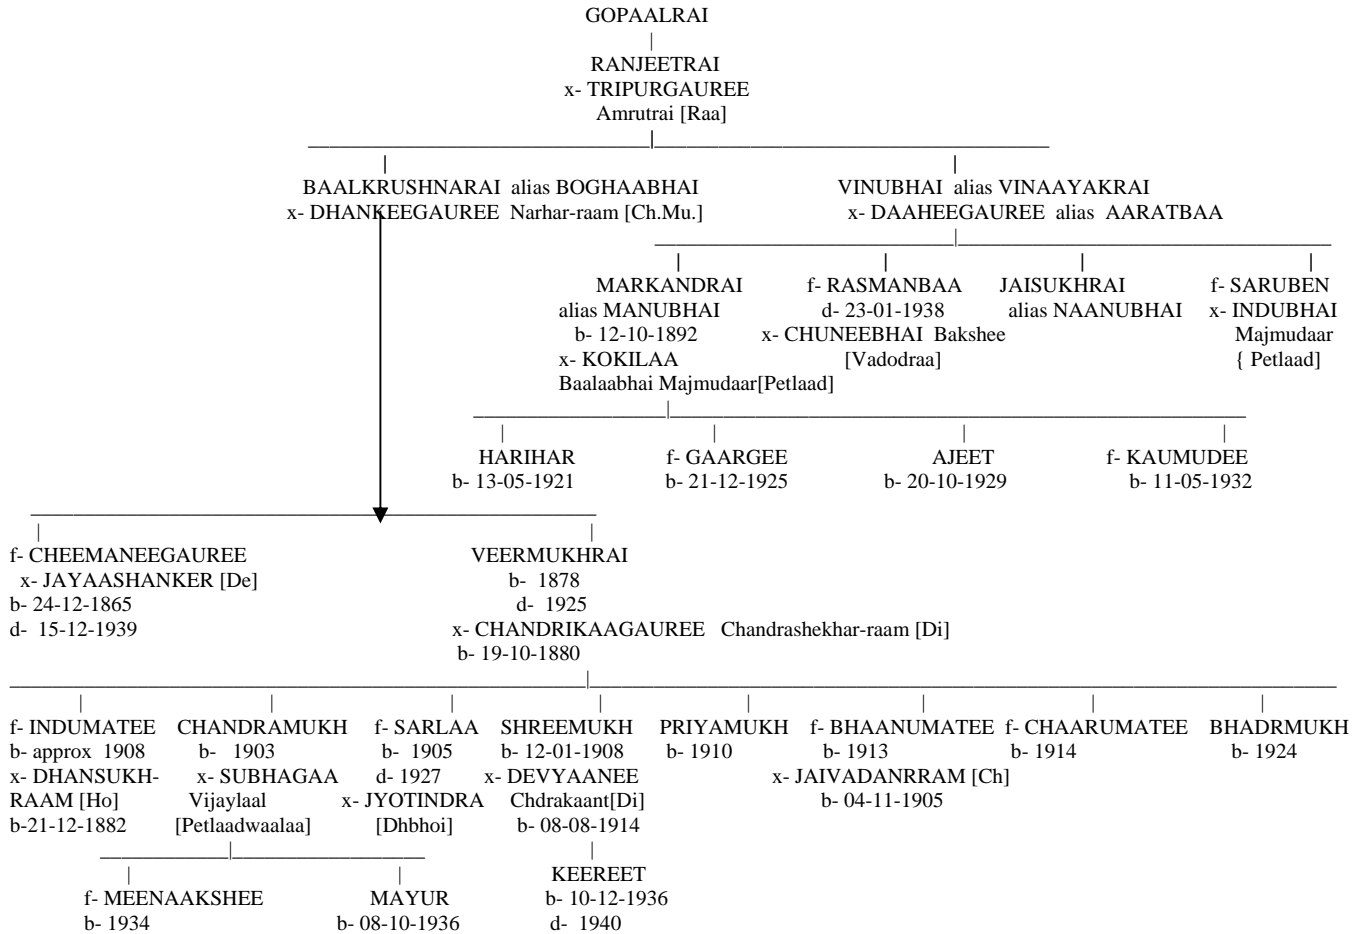 GOPAALRAI
RANJEETRAI
x- TRIPURGAUREE
Amrutrai [Raa]
BAALKRUSHNARAI alias BOGHAABHAI VINUBHAI alias VINAAYAKRAI
x- DHANKEEGAUREE Narhar-raam [Ch.Mu.] x- DAAHEEGAUREE alias AARATBAA
MARKANDRAI f- RASMANBAA JAISUKHRAI f- SARUBEN
alias MANUBHAI d- 23-01-1938 alias NAANUBHAI x- INDUBHAI
b- 12-10-1892 x- CHUNEEBHAI Bakshee Majmudaar
x- KOKILAA [Vadodraa] { Petlaad]
Baalaabhai Majmudaar[Petlaad]
HARIHAR f- GAARGEE AJEET f- KAUMUDEE
b- 13-05-1921 b- 21-12-1925 b- 20-10-1929 b- 11-05-1932
f- CHEEMANEEGAUREE VEERMUKHRAI
x- JAYAASHANKER [De] b- 1878
b- 24-12-1865 d- 1925
d- 15-12-1939 x- CHANDRIKAAGAUREE Chandrashekhar-raam [Di]
b- 19-10-1880
f- INDUMATEE CHANDRAMUKH f- SARLAA SHREEMUKH PRIYAMUKH f- BHAANUMATEE f- CHAARUMATEE BHADRMUKH
b- approx 1908 b- 1903 b- 1905 b- 12-01-1908 b- 1910 b- 1913 b- 1914 b- 1924
x- DHANSUKH- x- SUBHAGAA d- 1927 x- DEVYAANEE x- JAIVADANRRAM [Ch]
RAAM [Ho] Vijaylaal x- JYOTINDRA Chdrakaant[Di] b- 04-11-1905
b-21-12-1882 [Petlaadwaalaa] [Dhbhoi] b- 08-08-1914
KEEREET
f- MEENAAKSHEE MAYUR b- 10-12-1936
b- 1934 b- 08-10-1936 d- 1940